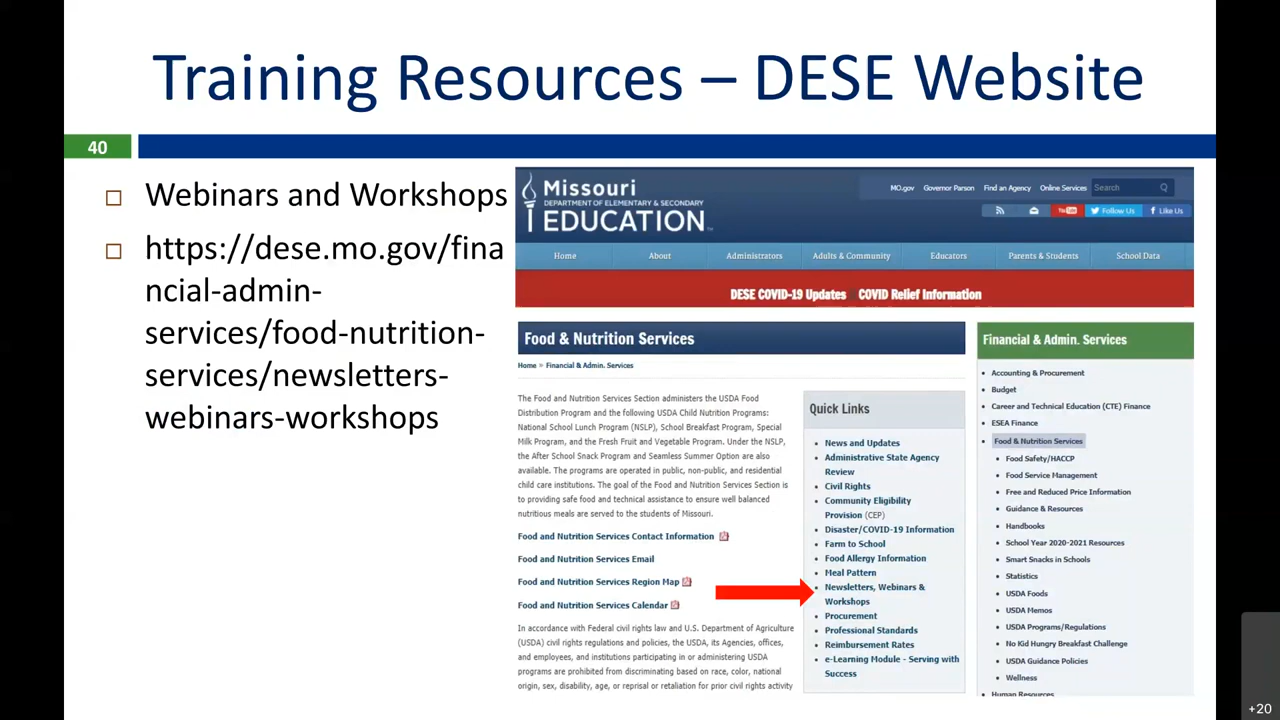 Training Resources – DESE Website
40
Webinars and Workshops
https://dese.mo.gov/fina
ncial-admin-
services/food-nutrition-
services/newsletters-
webinars-workshops
Missouri
DEPARTMENT OF ELEMENTARY & SECONDARY
EDUCATION
MO.gov Governor Parson Find an Agency Online Services Search
YouTube Follow Us Like Us
Home About Administrators Adults & Community Educators Parents & Students School Data
DESE COVID-19 Updates COVID Relief Information
Food & Nutrition Services
Home » Financial & Admin. Services
The Food and Nutrition Services Section administers the USDA Food
Distribution Program and the following USDA Child Nutrition Programs:
National School Lunch Program (NSLP), School Breakfast Program, Special
Milk Program, and the Fresh Fruit and Vegetable Program. Under the NSLP,
the After School Snack Program and Seamless Summer Option are also
available. The programs are operated in public, non-public, and residential
child care institutions. The goal of the Food and Nutrition Services Section is
to providing safe food and technical assistance to ensure well balanced
nutritious meals are served to the students of Missouri.
Food and Nutrition Services Contact Information
Food and Nutrition Services Email
Food and Nutrition Services Region Map
Food and Nutrition Services Calendar
In accordance with Federal civil rights law and U.S. Department of Agriculture
(USDA) civil rights regulations and policies, the USDA, its Agencies, offices,
and employees, and institutions participating in or administering USDA
programs are prohibited from discriminating based on race, color, national
origin, sex, disability, age, or reprisal or retaliation for prior civil rights activity
Quick Links
News and Updates
Administrative State Agency
Review
Civil Rights
Community Eligibility
Provision (CEP)
Disaster/COVID-19 Information
Farm to School
Food Allergy Information
Meal Pattern
Newsletters, Webinars &
Workshops
Procurement
Professional Standards
Reimbursement Rates
e-Learning Module - Serving with
Success
Financial & Admin. Services
Accounting & Procurement
Budget
Career and Technical Education (CTE) Finance
ESEA Finance
Food & Nutrition Services
Food Safety/HACCP
Food Service Management
Free and Reduced Price Information
Guidance & Resources
Handbooks
School Year 2020-2021 Resources
Smart Snacks in Schools
Statistics
USDA Foods
USDA Memos
USDA Programs/Regulations
No Kid Hungry Breakfast Challenge
USDA Guidance Policies
Wellness
Human Resources
+20